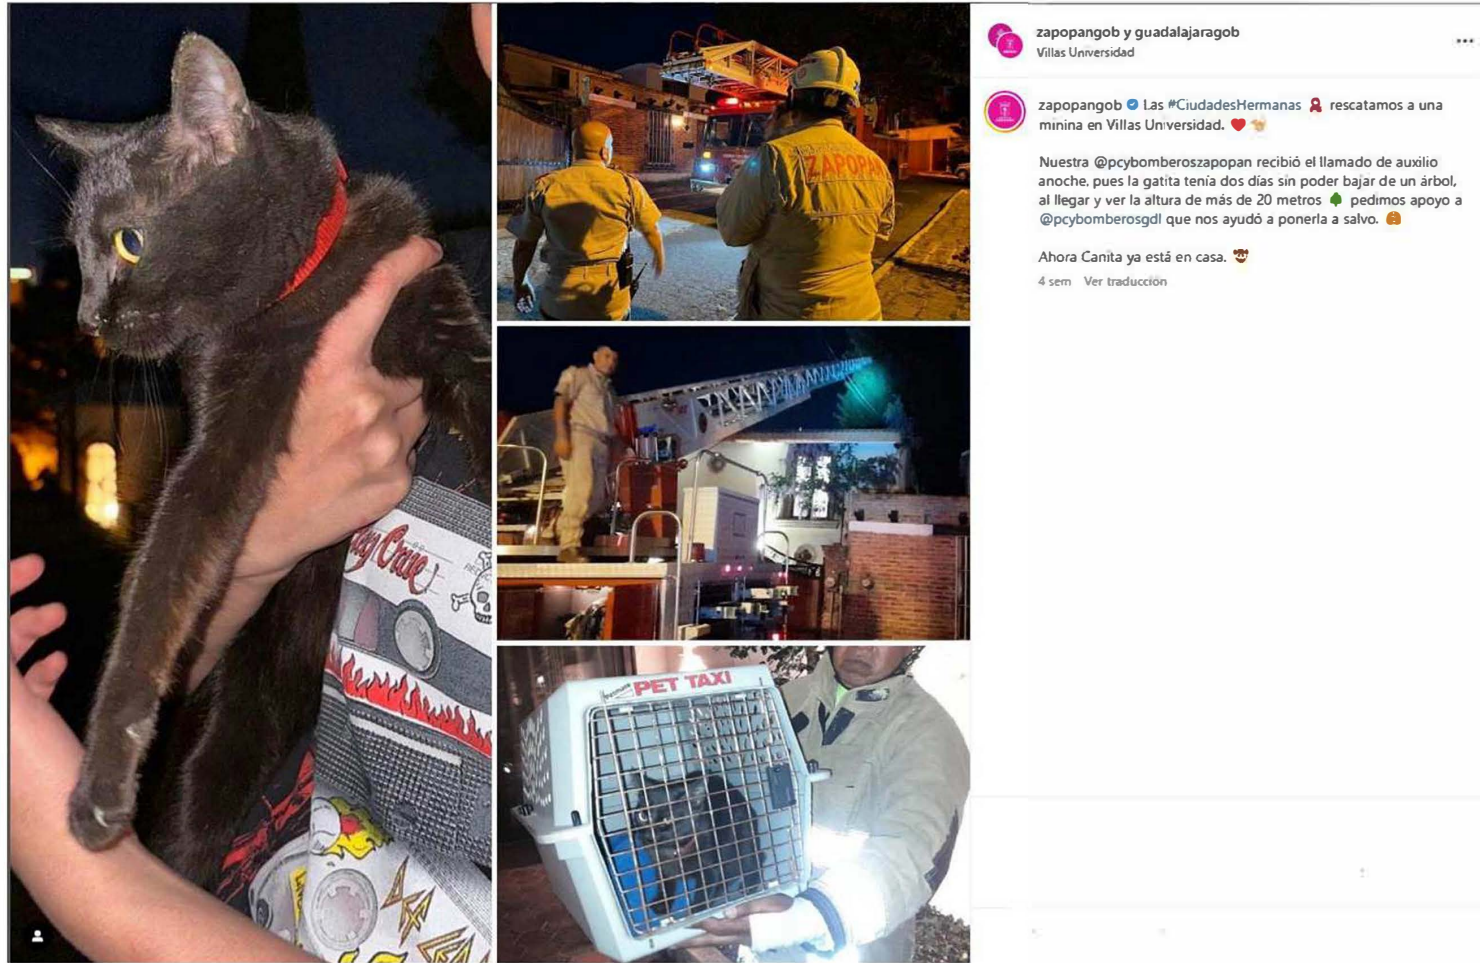 zapopangob y guadalajaragob
Villas Universidad
zapopangob Las #CiudadesHermanas rescatamos a una
minina en Villas Universidad.
Nuestra @pcybomberoszapopan recibió el llamado de auxilio
anoche, pues la gatita tenía dos días sin poder bajar de un árbol,
al llegar y ver la altura de más de 20 metros pedimos apoyo a
@pcybomberosgdl que nos ayudó a ponerla a salvo.
Ahora Canita ya está en casa.
4 sem Ver traducción
ZAPOPAN
PET TAXI